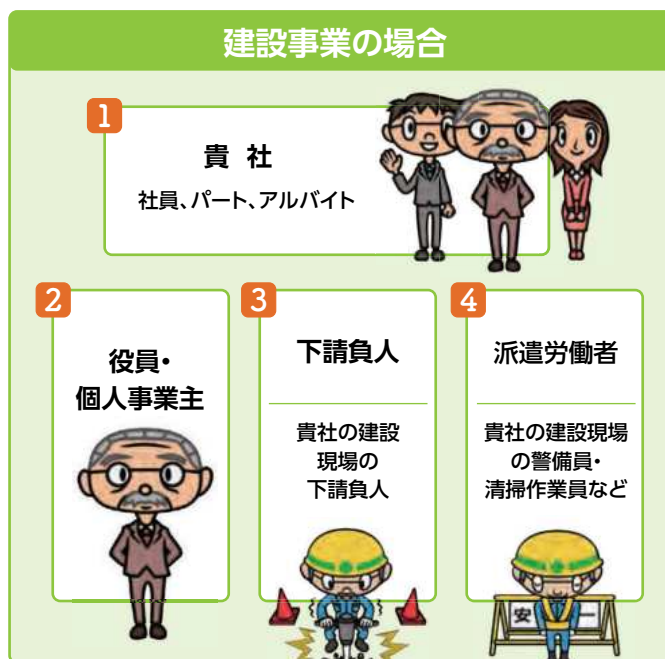 建設事業の場合
1
貴社
社員、パート、アルバイト
2
役員・
個人事業主
3
下請負人
貴社の建設
現場の
下請負人
4
派遣労働者
貴社の建設現場
の警備員・
清掃作業員など
安 一